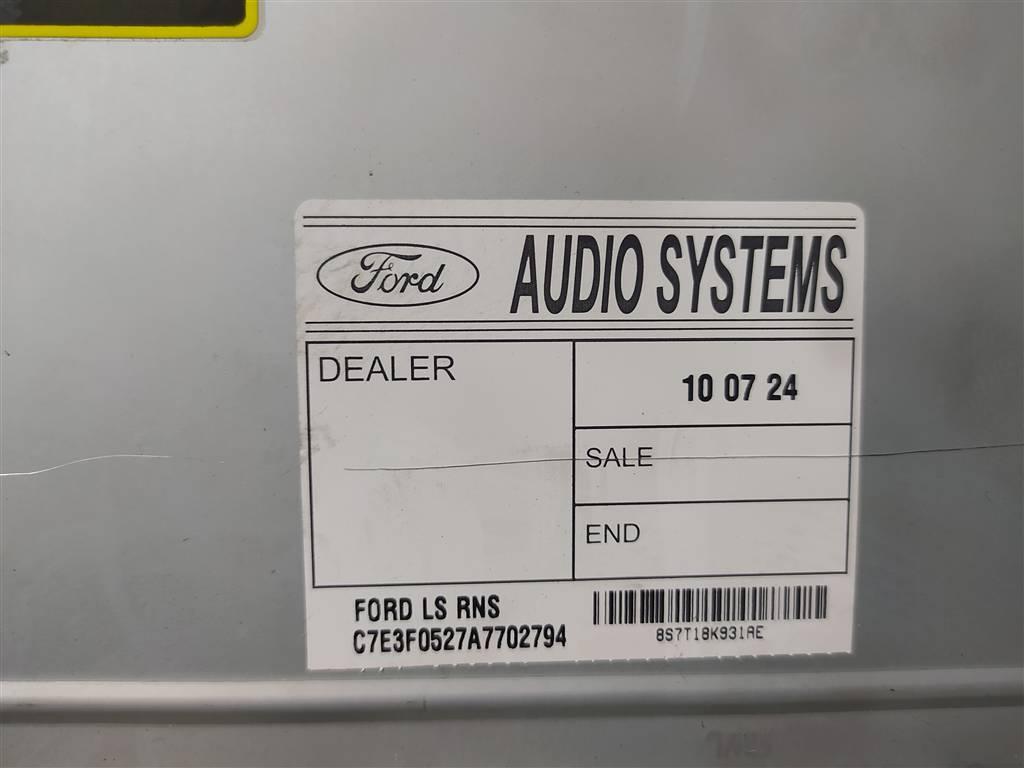 Ford AUDIO SYSTEMS
DEALER
10 07 24
SALE
END
FORD LS RNS
C7E3F0527A7702794
8S7T18K931AE